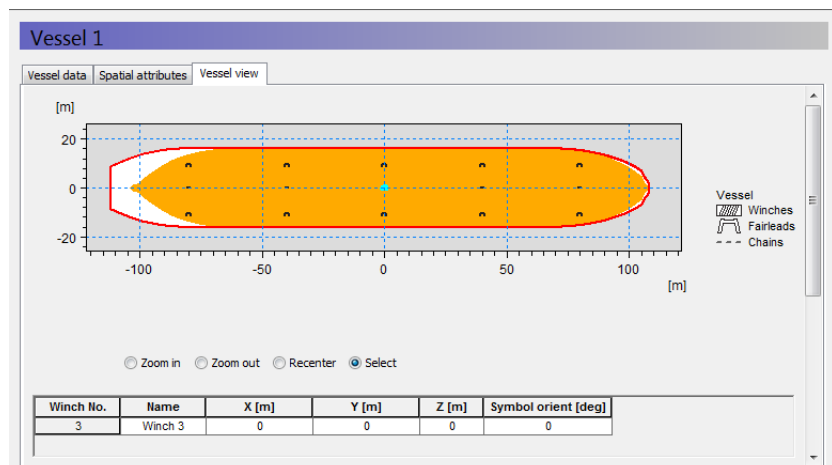 Vessel 1
Vessel data Spatial attributes Vessel view
[m]
20
0
-20
-100 -50 0 50 100
[m]
Vessel
Winches
Fairleads
Chains
Zoom in Zoom out Recenter Select
Winch No. Name X [m] Y [m] Z [m] Symbol orient [deg]
3 Winch 3 0 0 0 0